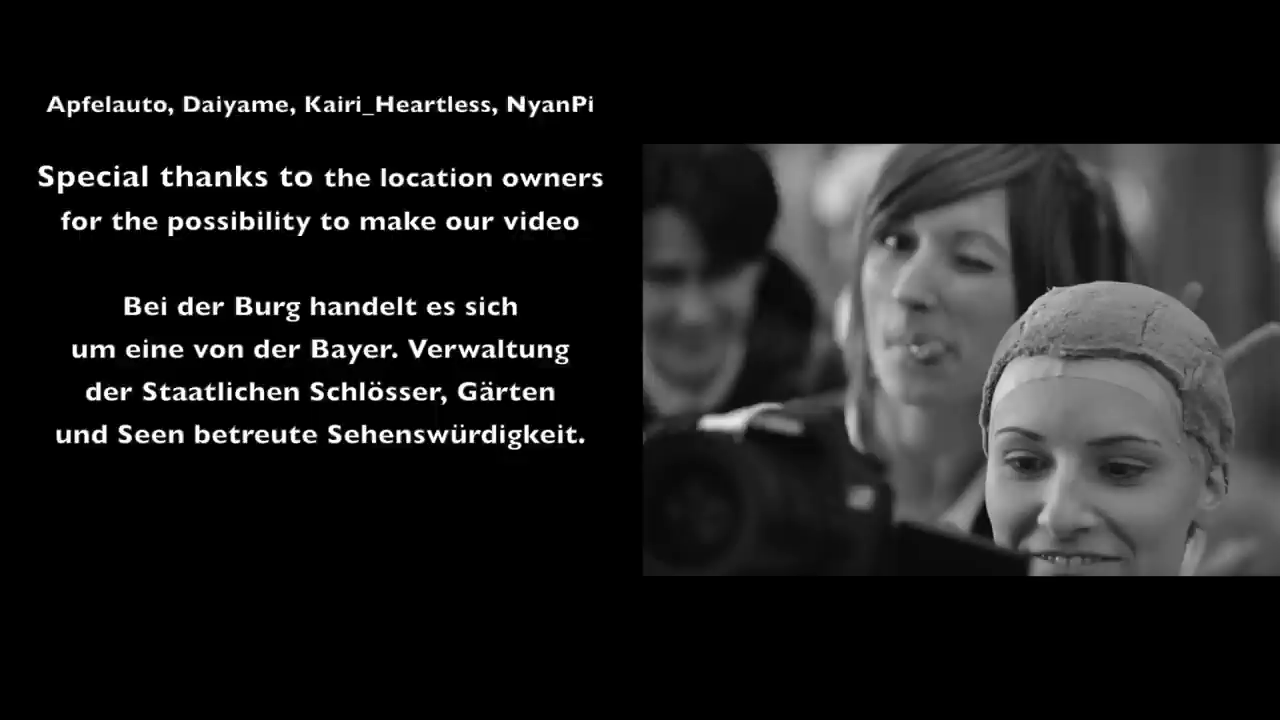 Apfelauto, Daiyame, Kairi_Heartless, NyanPi
Special thanks to the location owners
for the possibility to make our video
Bei der Burg handelt es sich
um eine von der Bayer. Verwaltung
der Staatlichen Schlösser, Gärten
und Seen betreute Sehenswürdigkeit.